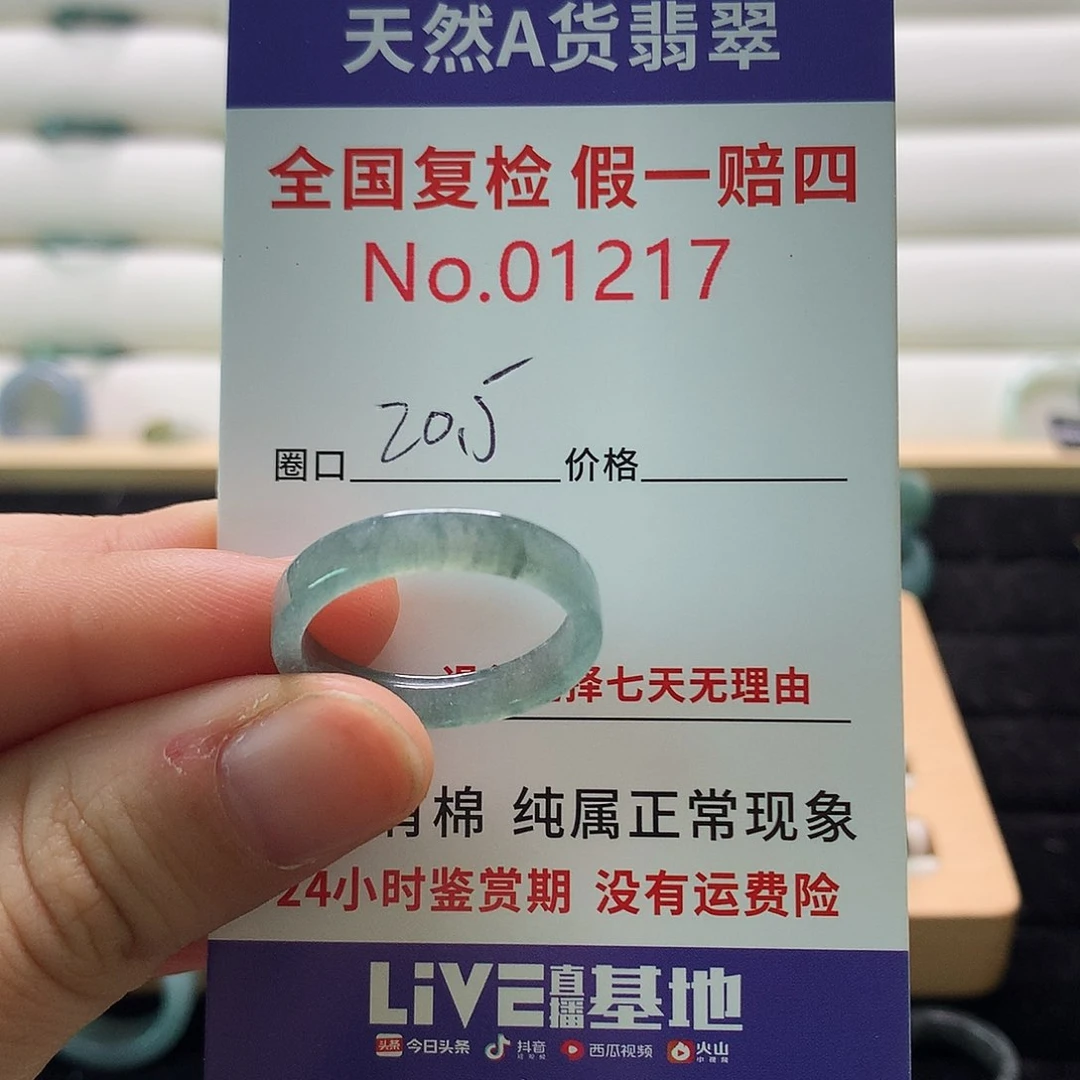 天然A货翡翠
全国复检 假一赔四
No.01217
圈口 20.5 价格
择七天无理由
棉 纯属正常现象
24小时鉴赏期 没有运费险
LiVE直播基地
头条 今日头条 抖音 西瓜视频 火山